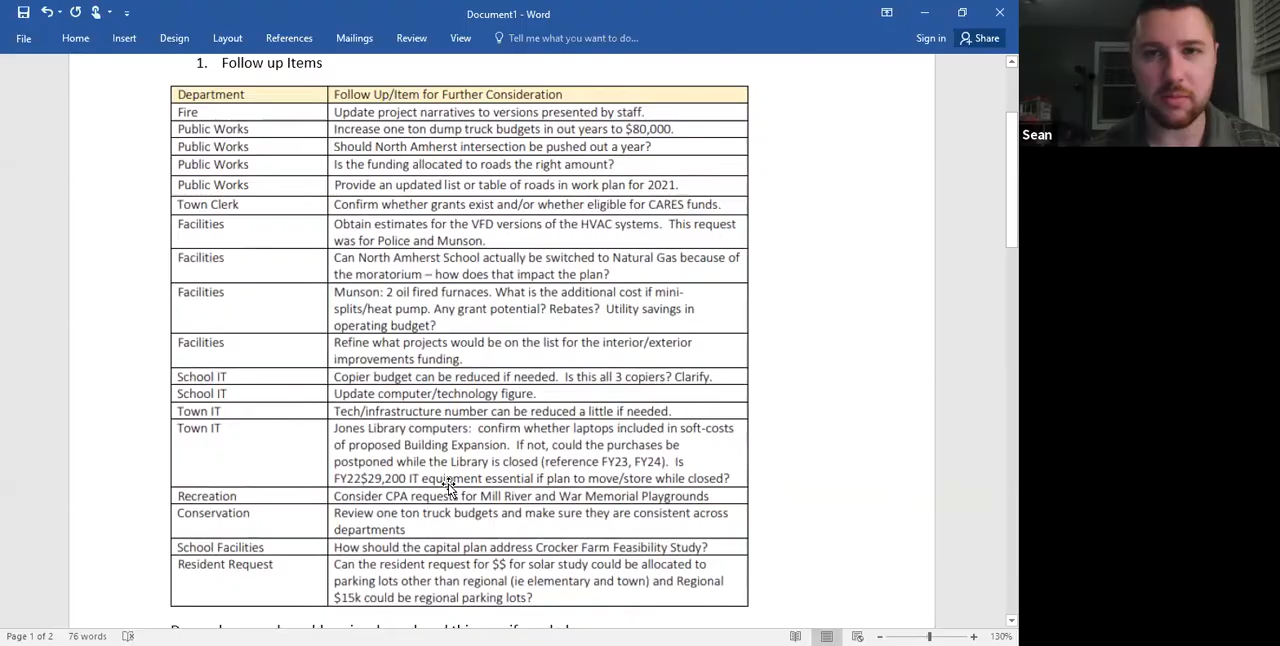 Document1 - Word
File Home Insert Design Layout References Mailings Review View Tell me what you want to do... Sign in Share
1. Follow up Items
Department Follow Up/Item for Further Consideration
Fire Update project narratives to versions presented by staff.
Public Works Increase one ton dump truck budgets in out years to $80,000.
Public Works Should North Amherst intersection be pushed out a year?
Public Works Is the funding allocated to roads the right amount?
Public Works Provide an updated list or table of roads in work plan for 2021.
Town Clerk Confirm whether grants exist and/or whether eligible for CARES funds.
Facilities Obtain estimates for the VFD versions of the HVAC systems. This request
was for Police and Munson.
Facilities Can North Amherst School actually be switched to Natural Gas because of
the moratorium – how does that impact the plan?
Facilities Munson: 2 oil fired furnaces. What is the additional cost if mini-
splits/heat pump. Any grant potential? Rebates? Utility savings in
operating budget?
Facilities Refine what projects would be on the list for the interior/exterior
improvements funding.
School IT Copier budget can be reduced if needed. Is this all 3 copiers? Clarify.
School IT Update computer/technology figure.
Town IT Tech/infrastructure number can be reduced a little if needed.
Town IT Jones Library computers: confirm whether laptops included in soft-costs
of proposed Building Expansion. If not, could the purchases be
postponed while the Library is closed (reference FY23, FY24). Is
FY22$29,200 IT equipment essential if plan to move/store while closed?
Recreation Consider CPA requests for Mill River and War Memorial Playgrounds
Conservation Review one ton truck budgets and make sure they are consistent across
departments
School Facilities How should the capital plan address Crocker Farm Feasibility Study?
Resident Request Can the resident request for $$ for solar study could be allocated to
parking lots other than regional (ie elementary and town) and Regional
$15k could be regional parking lots?
Page 1 of 2 76 words 130%
Sean